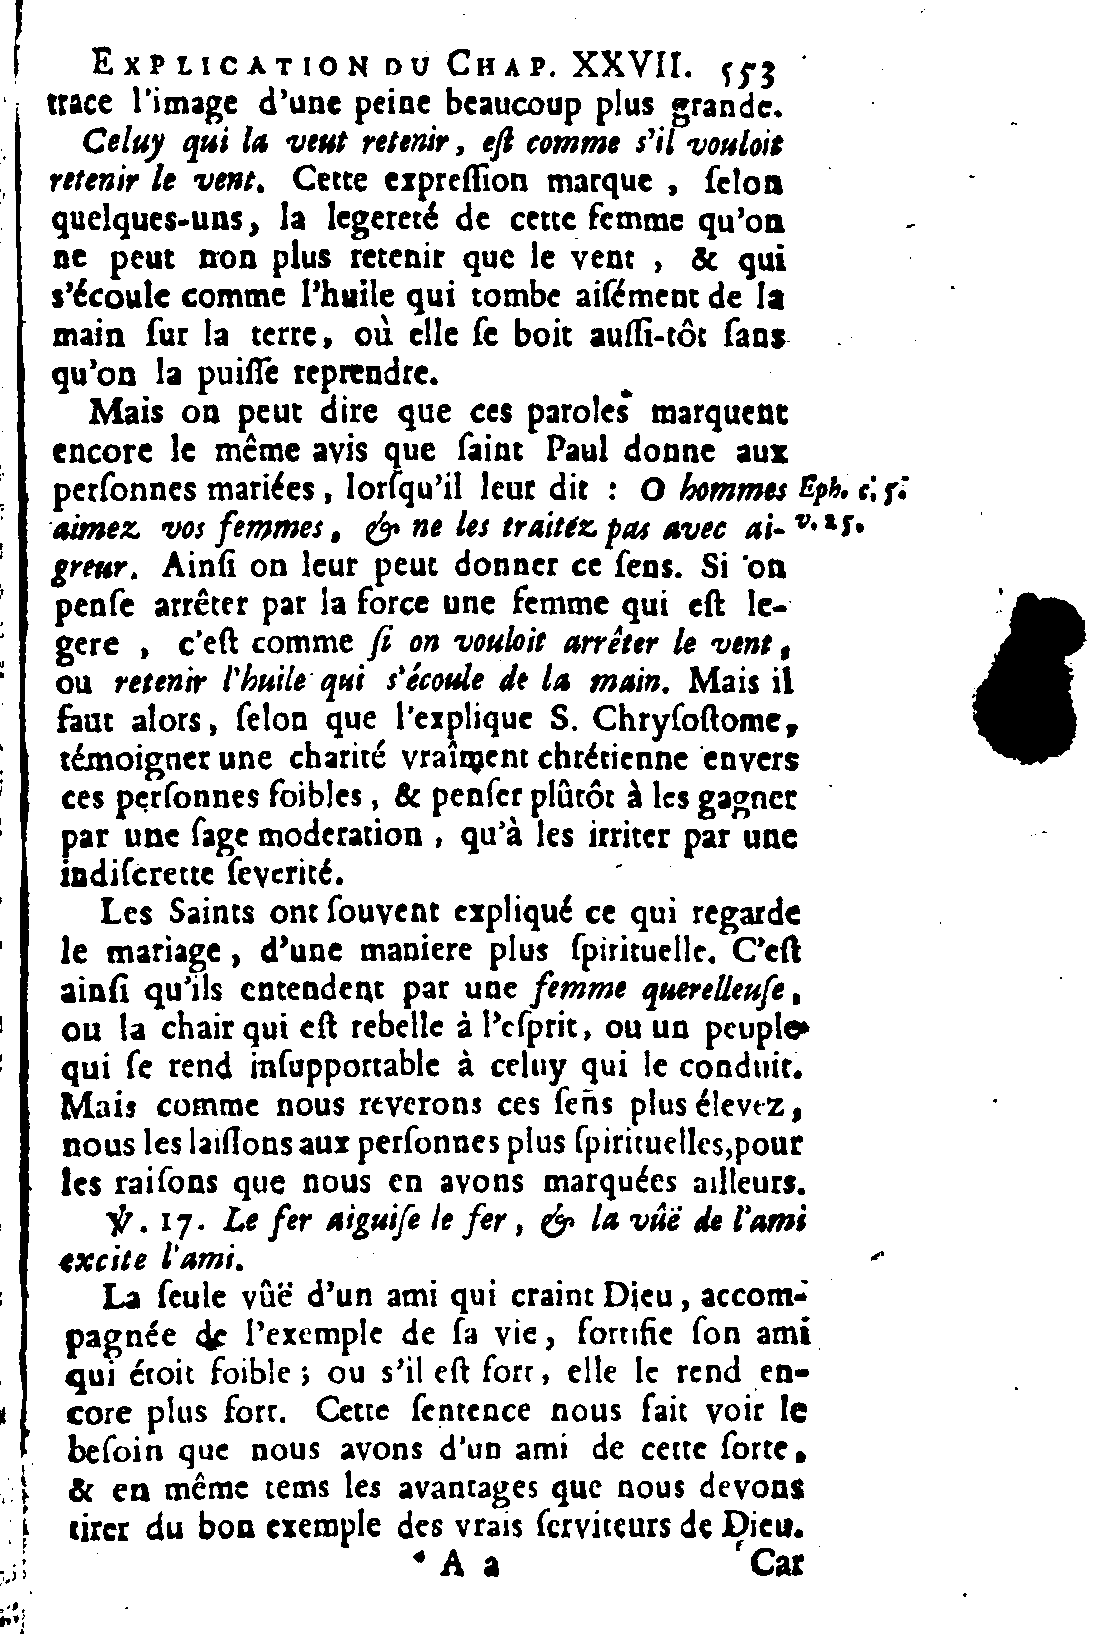 EXPLICATION DU CHAP. XXVII. 553
trace l'image d'une peine beaucoup plus grande.
Celuy qui la veut retenir, eſt comme s'il vouloit
retenir le vent. Cette expreſſion marque, ſelon
quelques-uns, la legereté de cette femme qu'on
ne peut non plus retenir que le vent, & qui
s'écoule comme l'huile qui tombe aiſément de la
main ſur la terre, où elle ſe boit auſſi-tôt ſans
qu'on la puiſſe reprendre.
Mais on peut dire que ces paroles marquent
encore le même avis que ſaint Paul donne aux
perſonnes mariées, lorſqu'il leur dit : O hommes
Eph. c. 5.
aimez vos femmes, & ne les traitéz pas avec ai-
v. 25.
greur. Ainſi on leur peut donner ce ſens. Si on
penſe arrêter par la force une femme qui eſt le-
gere, c'eſt comme ſi on vouloit arrêter le vent,
ou retenir l'huile qui s'écoule de la main. Mais il
faut alors, ſelon que l'explique S. Chryſoſtome,
témoigner une charité vraîment chrétienne envers
ces perſonnes foibles, & penſer plûtôt à les gagner
par une ſage moderation, qu'à les irriter par une
indiſcrette ſeverité.
Les Saints ont ſouvent expliqué ce qui regarde
le mariage, d'une maniere plus ſpirituelle. C'eſt
ainſi qu'ils entendent par une femme querelleuſe,
ou la chair qui eſt rebelle à l'eſprit, ou un peuple
qui ſe rend inſupportable à celuy qui le conduit.
Mais comme nous reverons ces ſens plus élevez,
nous les laiſſons aux perſonnes plus ſpirituelles, pour
les raiſons que nous en avons marquées ailleurs.
℣. 17. Le fer aiguiſe le fer, & la vûë de l'ami
excite l'ami.
La ſeule vûë d'un ami qui craint Dieu, accom-
pagnée de l'exemple de ſa vie, fortifie ſon ami
qui étoit foible ; ou s'il eſt fort, elle le rend en-
core plus fort. Cette ſentence nous fait voir le
beſoin que nous avons d'un ami de cette ſorte,
& en même tems les avantages que nous devons
tirer du bon exemple des vrais ſerviteurs de Dieu.
* A a
Car